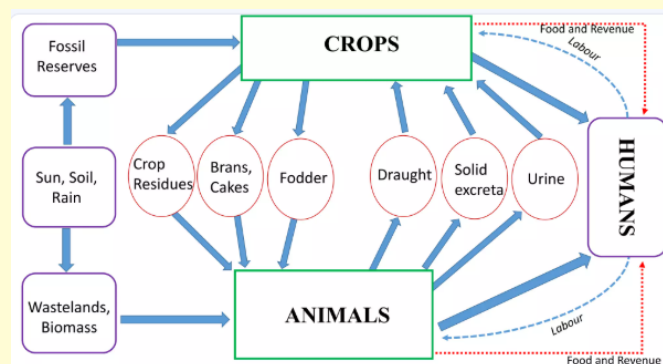 Fossil
Reserves
CROPS
Food and Revenue
Labour
Sun, Soil,
Rain
Crop
Residues
Brans,
Cakes
Fodder
Draught
Solid
excreta
Urine
HUMANS
Wastelands,
Biomass
ANIMALS
Labour
Food and Revenue